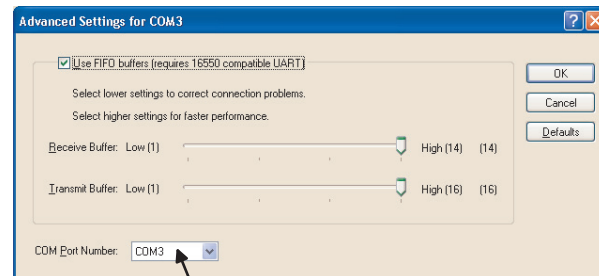 Advanced Settings for COM3
Use FIFO buffers (requires 16550 compatible UART)
Select lower settings to correct connection problems.
Select higher settings for faster performance.
Receive Buffer: Low (1) High (14) (14)
Transmit Buffer: Low (1) High (16) (16)
COM Port Number: COM3
OK
Cancel
Defaults